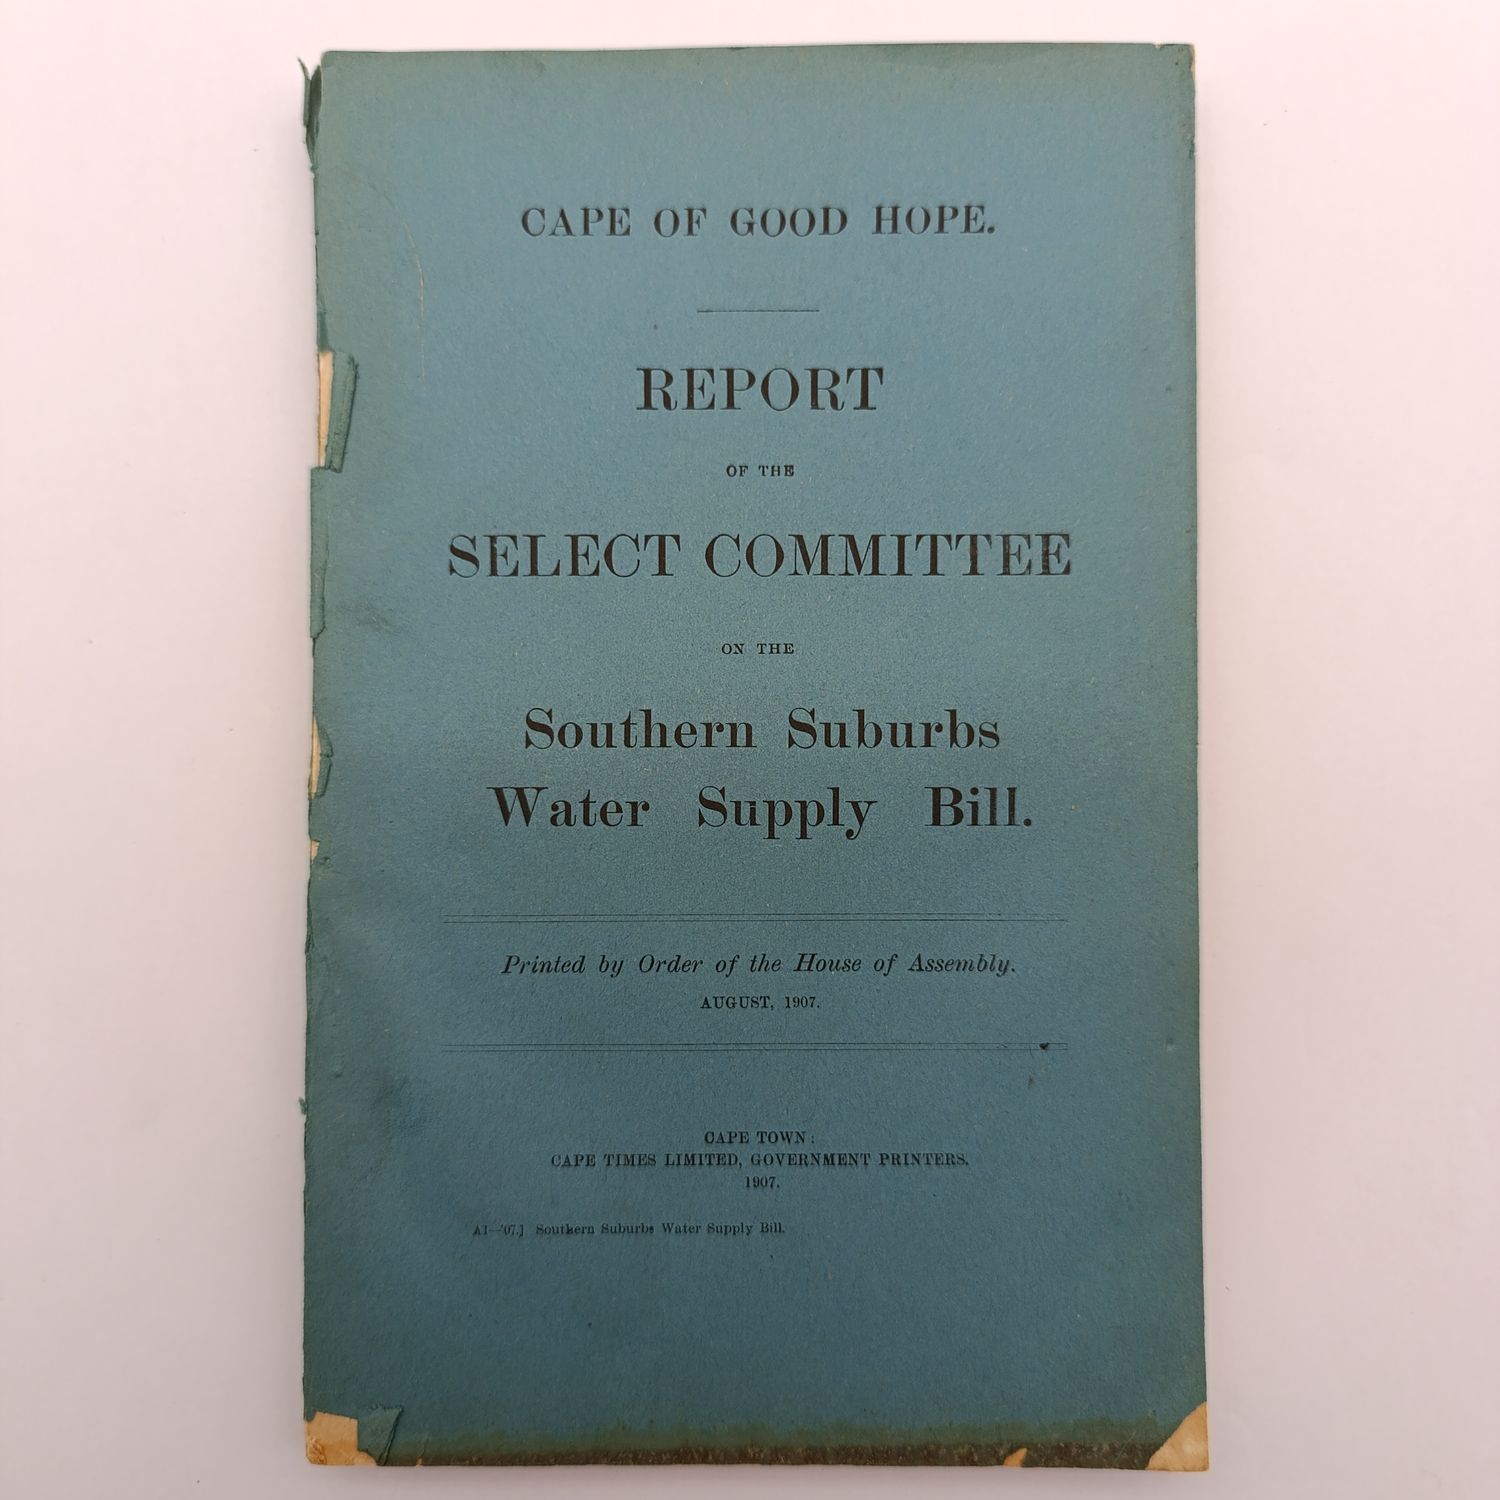 CAPE OF GOOD HOPE.
REPORT
OF THE
SELECT COMMITTEE
ON THE
Southern Suburbs
Water Supply Bill.
Printed by Order of the House of Assembly.
AUGUST, 1907.
CAPE TOWN:
CAPE TIMES LIMITED, GOVERNMENT PRINTERS.
1907.
A1—'07.] Southern Suburbs Water Supply Bill.